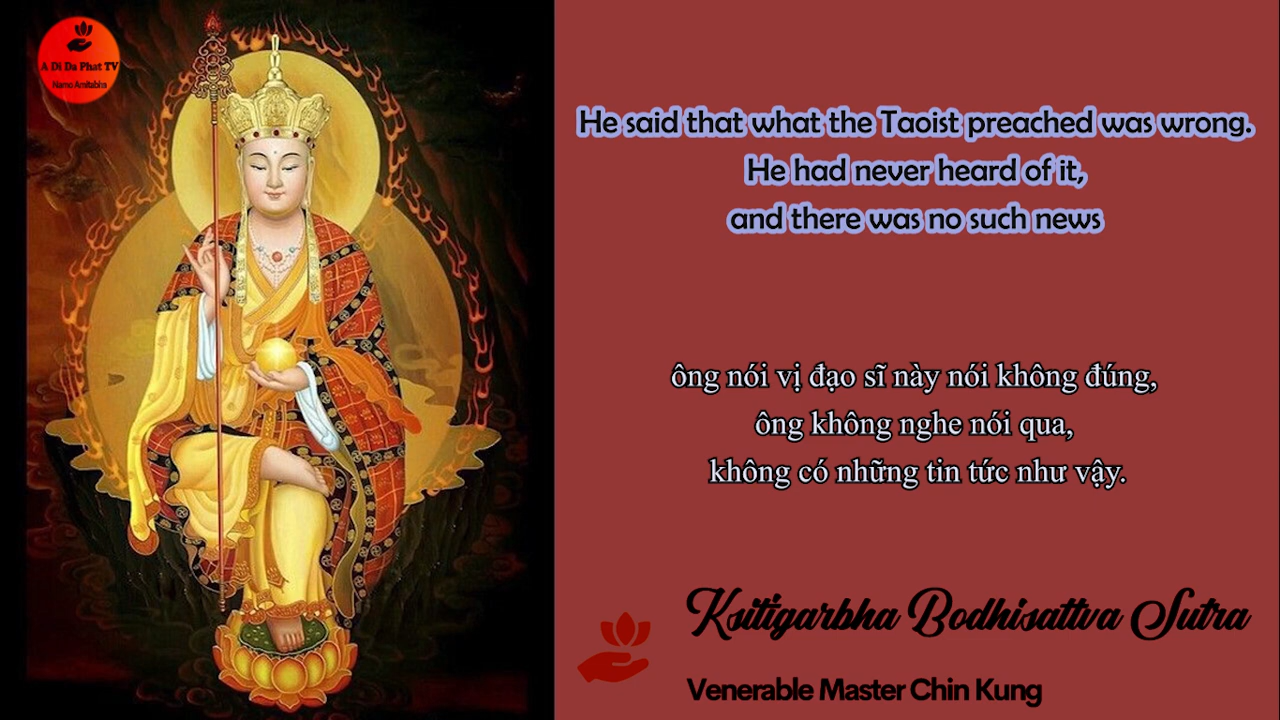 A Di Da Phat TV
Namo Amitabha
He said that what the Taoist preached was wrong.
He had never heard of it,
and there was no such news
ông nói vị đạo sĩ này nói không đúng,
ông không nghe nói qua,
không có những tin tức như vậy.
Ksitigarbha Bodhisattva Sutra
Venerable Master Chin Kung